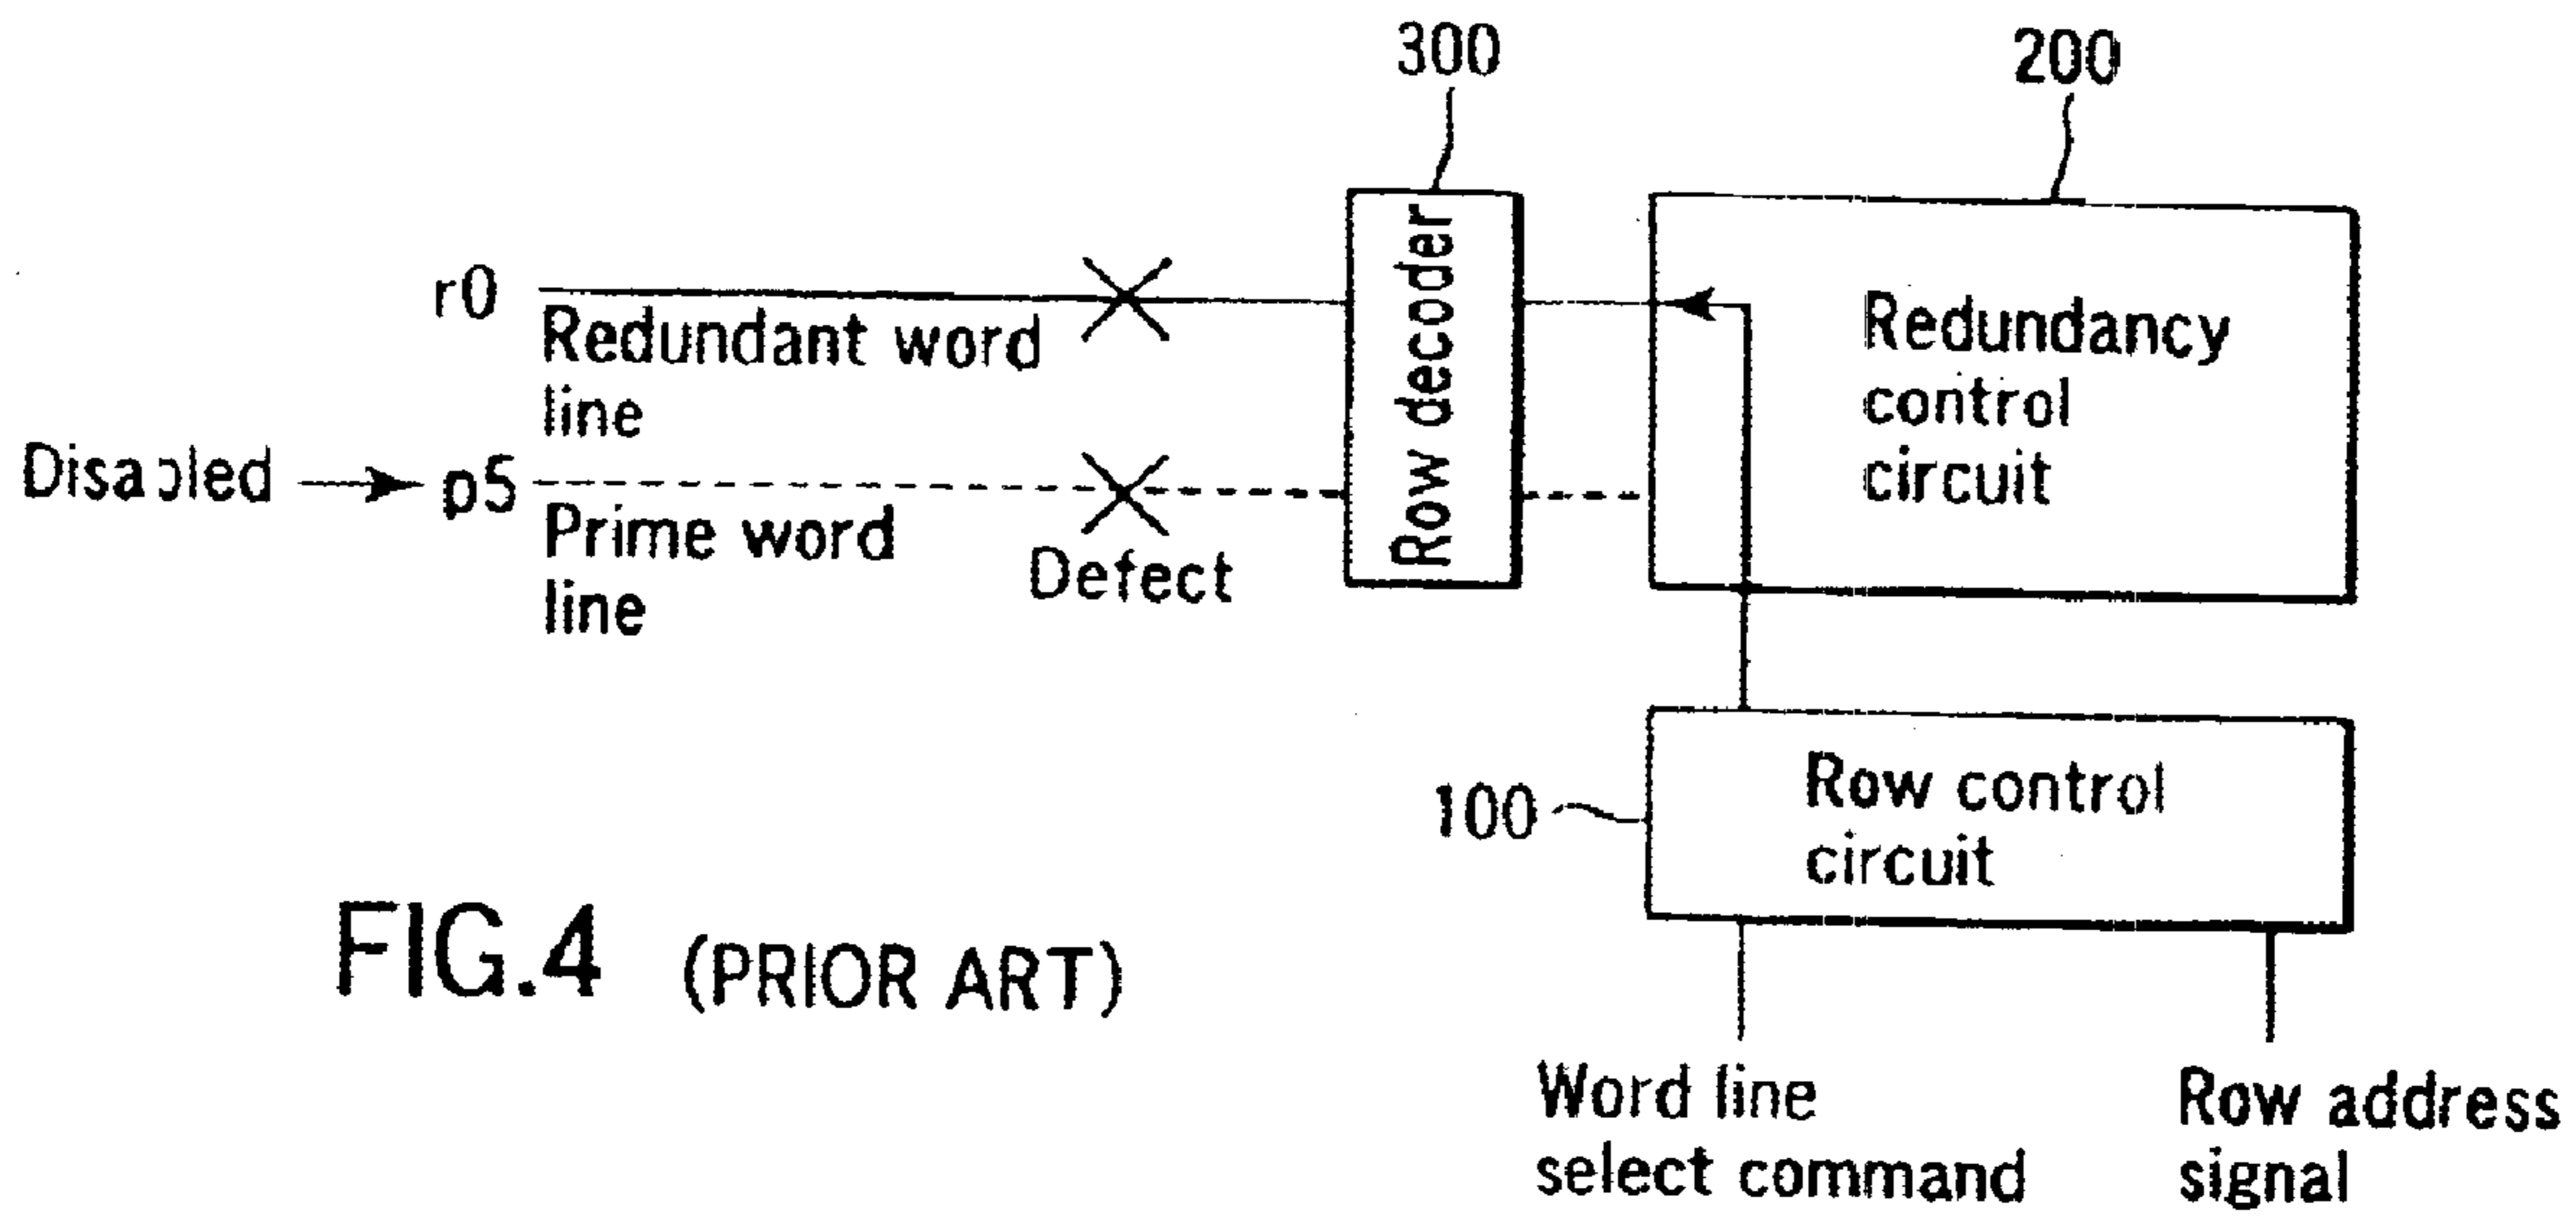 300
200
r0
Redundant word
line
Disabled
p5
Prime word
line
Defect
Row decoder
Redundancy
control
circuit
100
Row control
circuit
FIG.4 (PRIOR ART)
Word line
select command
Row address
signal